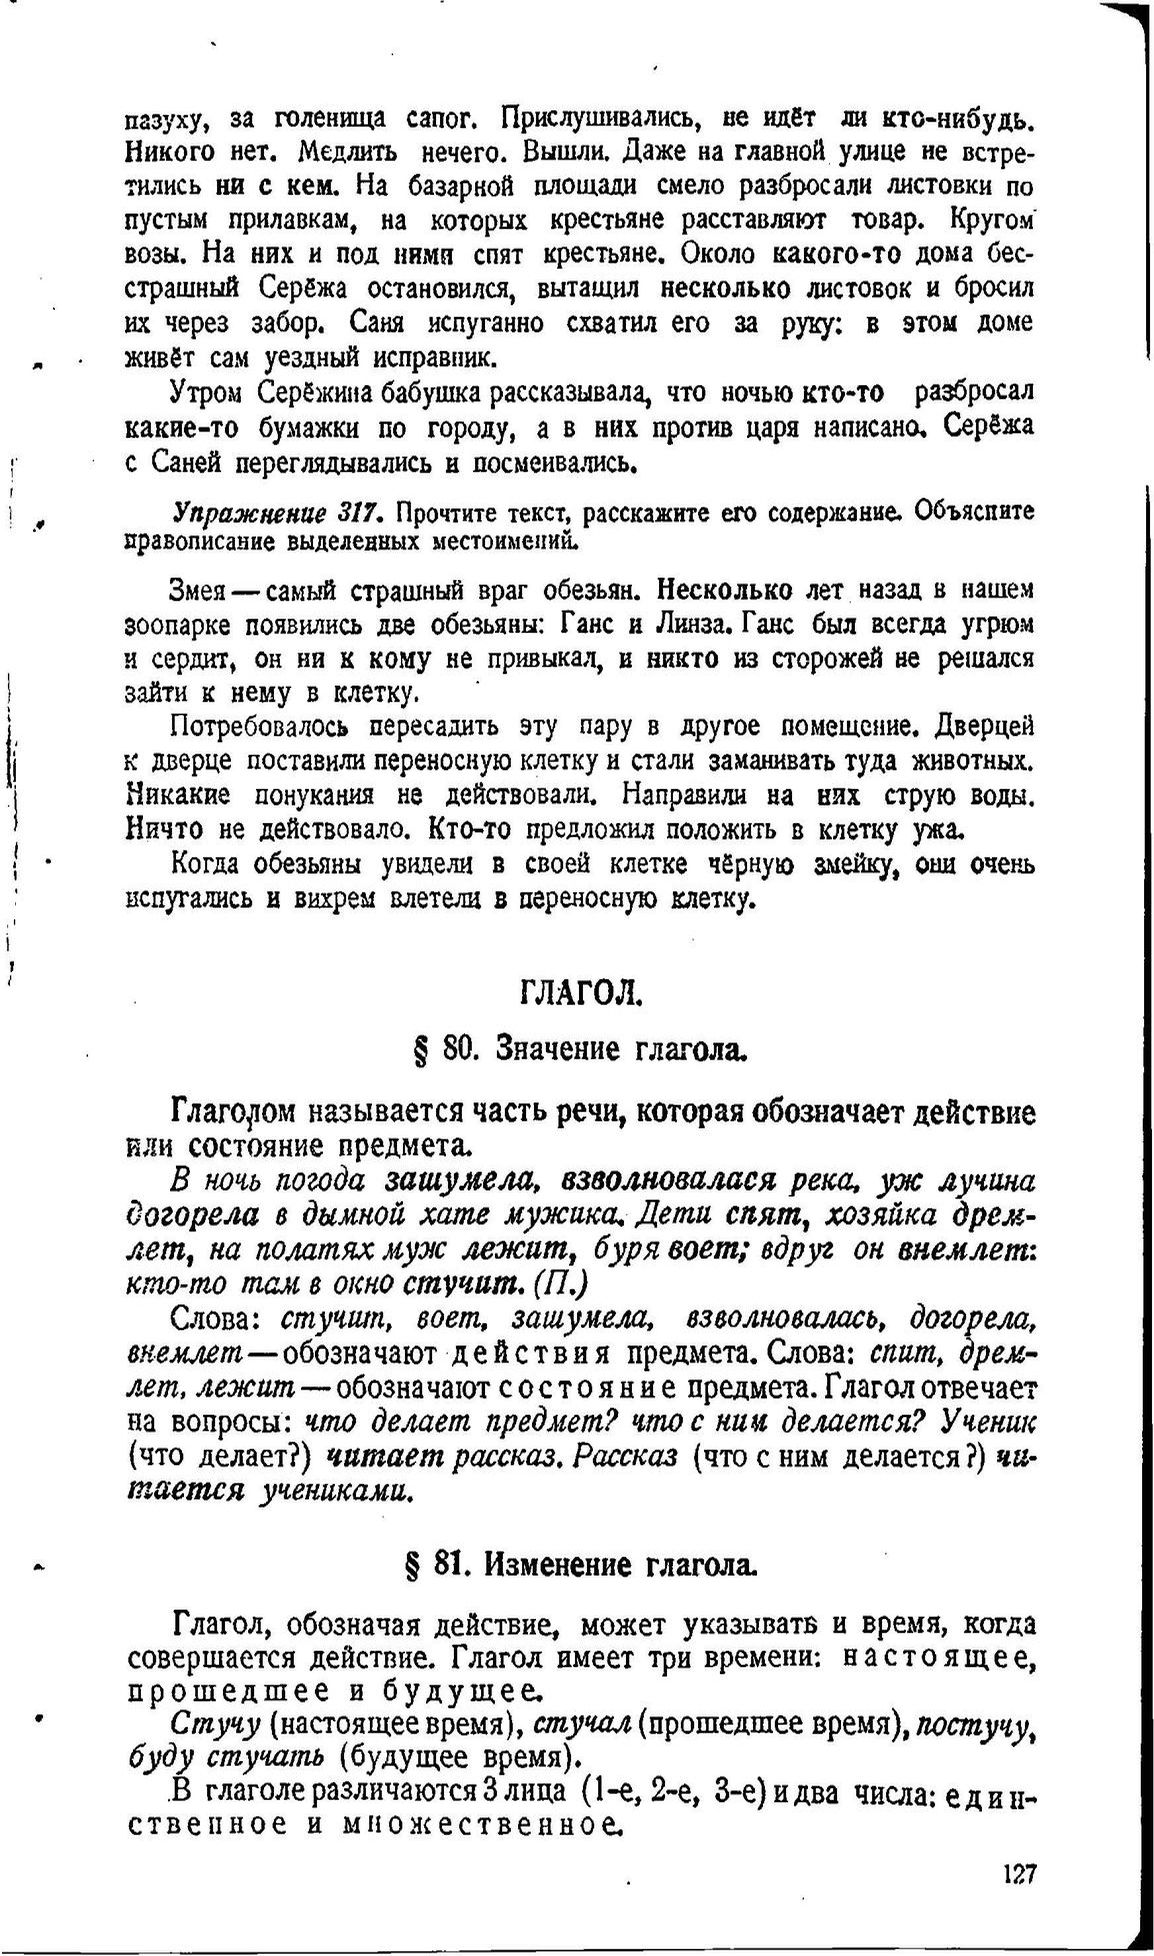 пазуху, за голенища сапог. Прислушивались, не идёт ли кто-нибудь.
Никого нет. Медлить нечего. Вышли. Даже на главной улице не встре-
тились ни с кем. На базарной площади смело разбросали листовки по
пустым прилавкам, на которых крестьяне расставляют товар. Кругом
возы. На них и под ними спят крестьяне. Около какого-то дома бес-
страшный Серёжа остановился, вытащил несколько листовок и бросил
их через забор. Саня испуганно схватил его за руку: в этом доме
живёт сам уездный исправник.
Утром Серёжина бабушка рассказывала, что ночью кто-то разбросал
какие-то бумажки по городу, а в них против царя написано. Серёжа
с Саней переглядывались и посмеивались.
Упражнение 317. Прочтите текст, расскажите его содержание. Объясните
правописание выделенных местоимений.
Змея — самый страшный враг обезьян. Несколько лет назад в нашем
зоопарке появились две обезьяны: Ганс и Линза. Ганс был всегда угрюм
и сердит, он ни к кому не привыкал, и никто из сторожей не решался
зайти к нему в клетку.
Потребовалось пересадить эту пару в другое помещение. Дверцей
к дверце поставили переносную клетку и стали заманивать туда животных.
Никакие понукания не действовали. Направили на них струю воды.
Ничто не действовало. Кто-то предложил положить в клетку ужа.
Когда обезьяны увидели в своей клетке чёрную змейку, они очень
испугались и вихрем влетели в переносную клетку.
ГЛАГОЛ.
§ 80. Значение глагола.
Глаголом называется часть речи, которая обозначает действие
или состояние предмета.
В ночь погода зашумела, взволновалася река, уж лучина
догорела в дымной хате мужика. Дети спят, хозяйка дрем-
лет, на полатях муж лежит, буря воет; вдруг он внемлет:
кто-то там в окно стучит. (П.)
Слова: стучит, воет, зашумела, взволновалась, догорела,
внемлет — обозначают действия предмета. Слова: спит, дрем-
лет, лежит — обозначают состояние предмета. Глагол отвечает
на вопросы: что делает предмет? что с ним делается? Ученик
(что делает?) читает рассказ. Рассказ (что с ним делается?) чи-
тается учениками.
§ 81. Изменение глагола.
Глагол, обозначая действие, может указывать и время, когда
совершается действие. Глагол имеет три времени: настоящее,
прошедшее и будущее.
Стучу (настоящее время), стучал (прошедшее время), постучу,
буду стучать (будущее время).
В глаголе различаются 3 лица (1-е, 2-е, 3-е) и два числа: един-
ственное и множественное.
127